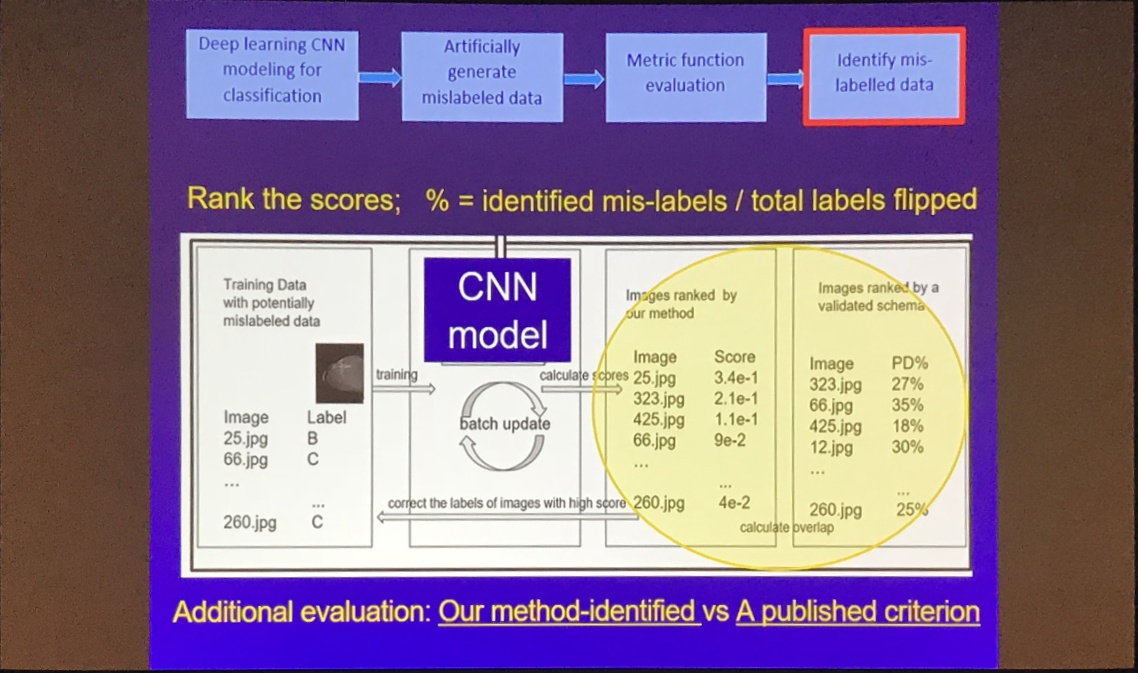 Deep learning CNN
modeling for
classification
Artificially
generate
mislabeled data
Metric function
evaluation
Identify mis-
labelled data
Rank the scores; % = identified mis-labels / total labels flipped
Training Data
with potentially
mislabeled data
Image Label
25.jpg B
66.jpg C
... ...
260.jpg C
training
CNN
model
batch update
calculate scores
correct the labels of images with high score
Images ranked by
our method
Image Score
25.jpg 3.4e-1
323.jpg 2.1e-1
425.jpg 1.1e-1
66.jpg 9e-2
... ...
260.jpg 4e-2
calculate overlap
Images ranked by a
validated schema
Image PD%
323.jpg 27%
66.jpg 35%
425.jpg 18%
12.jpg 30%
... ...
260.jpg 25%
Additional evaluation: Our method-identified vs A published criterion